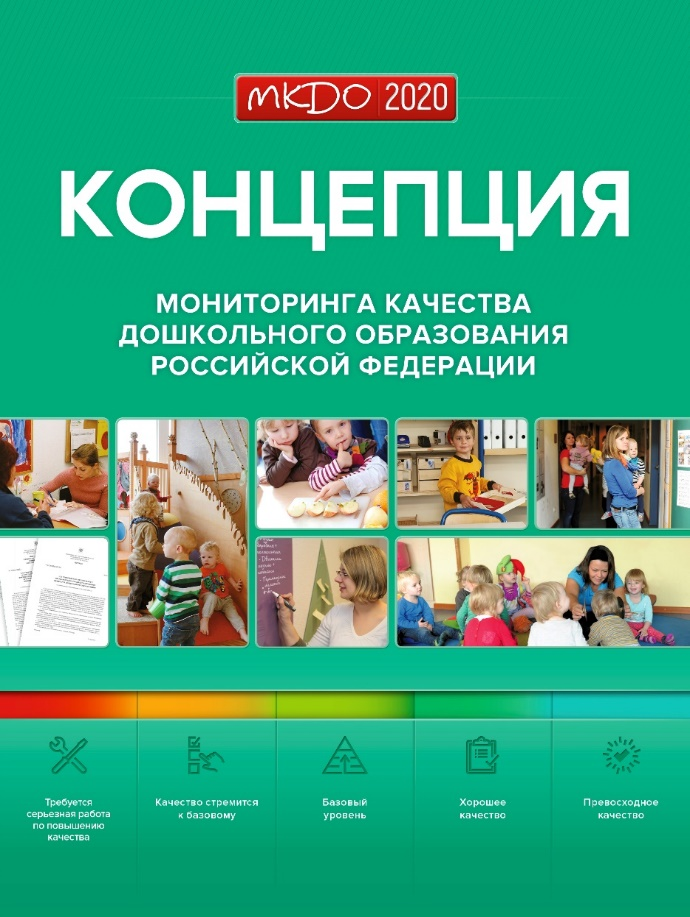 МКДО 2020
КОНЦЕПЦИЯ
МОНИТОРИНГА КАЧЕСТВА
ДОШКОЛЬНОГО ОБРАЗОВАНИЯ
РОССИЙСКОЙ ФЕДЕРАЦИИ
Требуется
серьезная работа
по повышению
качества
Качество стремится
к базовому
Базовый
уровень
Хорошее
качество
Превосходное
качество